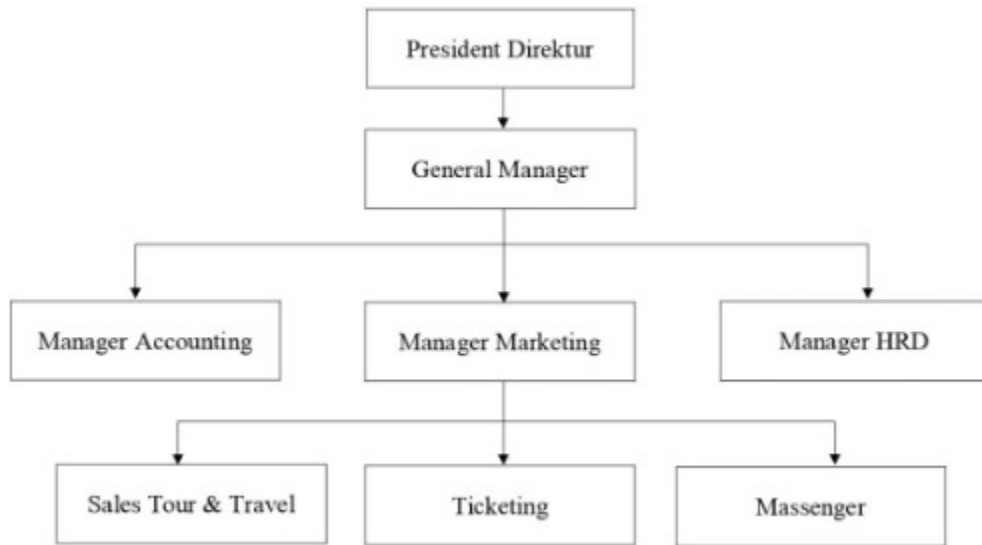 President Direktur
General Manager
Manager Accounting
Manager Marketing
Manager HRD
Sales Tour & Travel
Ticketing
Massenger